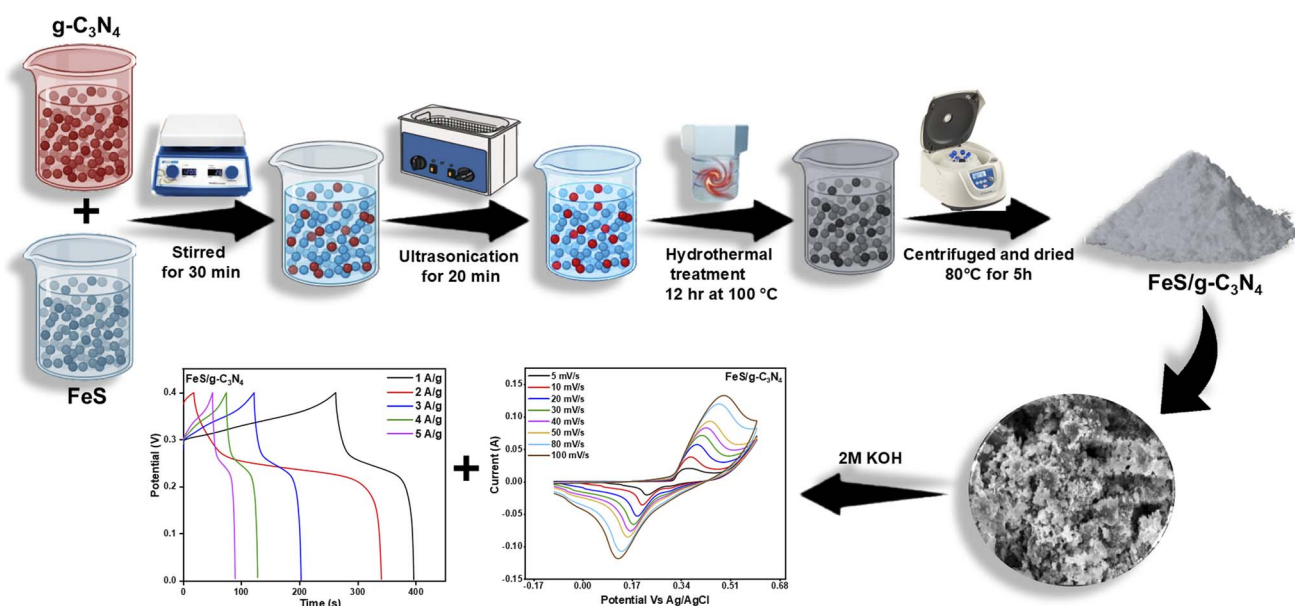 g-C₃N₄
+
FeS
Stirred
for 30 min
Ultrasonication
for 20 min
Hydrothermal
treatment
12 hr at 100 °C
Centrifuged and dried
80°C for 5h
FeS/g-C₃N₄
2M KOH
FeS/g-C₃N₄
1 A/g
2 A/g
3 A/g
4 A/g
5 A/g
Potential (V)
0.4
0.3
0.2
0.1
0.0
0
100
200
300
400
Time (s)
+
FeS/g-C₃N₄
5 mV/s
10 mV/s
20 mV/s
30 mV/s
40 mV/s
50 mV/s
80 mV/s
100 mV/s
Current (A)
0.15
0.10
0.05
0.00
-0.05
-0.10
-0.15
-0.17
0.00
0.17
0.34
0.51
0.68
Potential Vs Ag/AgCl